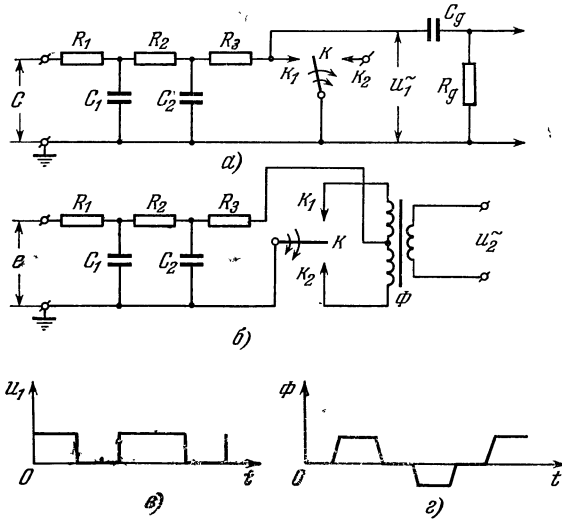 R₁ R₂ R₃ Cg
C C₁ C₂ K₁ K K₂ u₁~ Rg
а)
R₁ R₂ R₃ K₁
e C₁ C₂ K u₂~
K₂ Ф
б)
u₁ Ф
0 t 0 t
в) г)